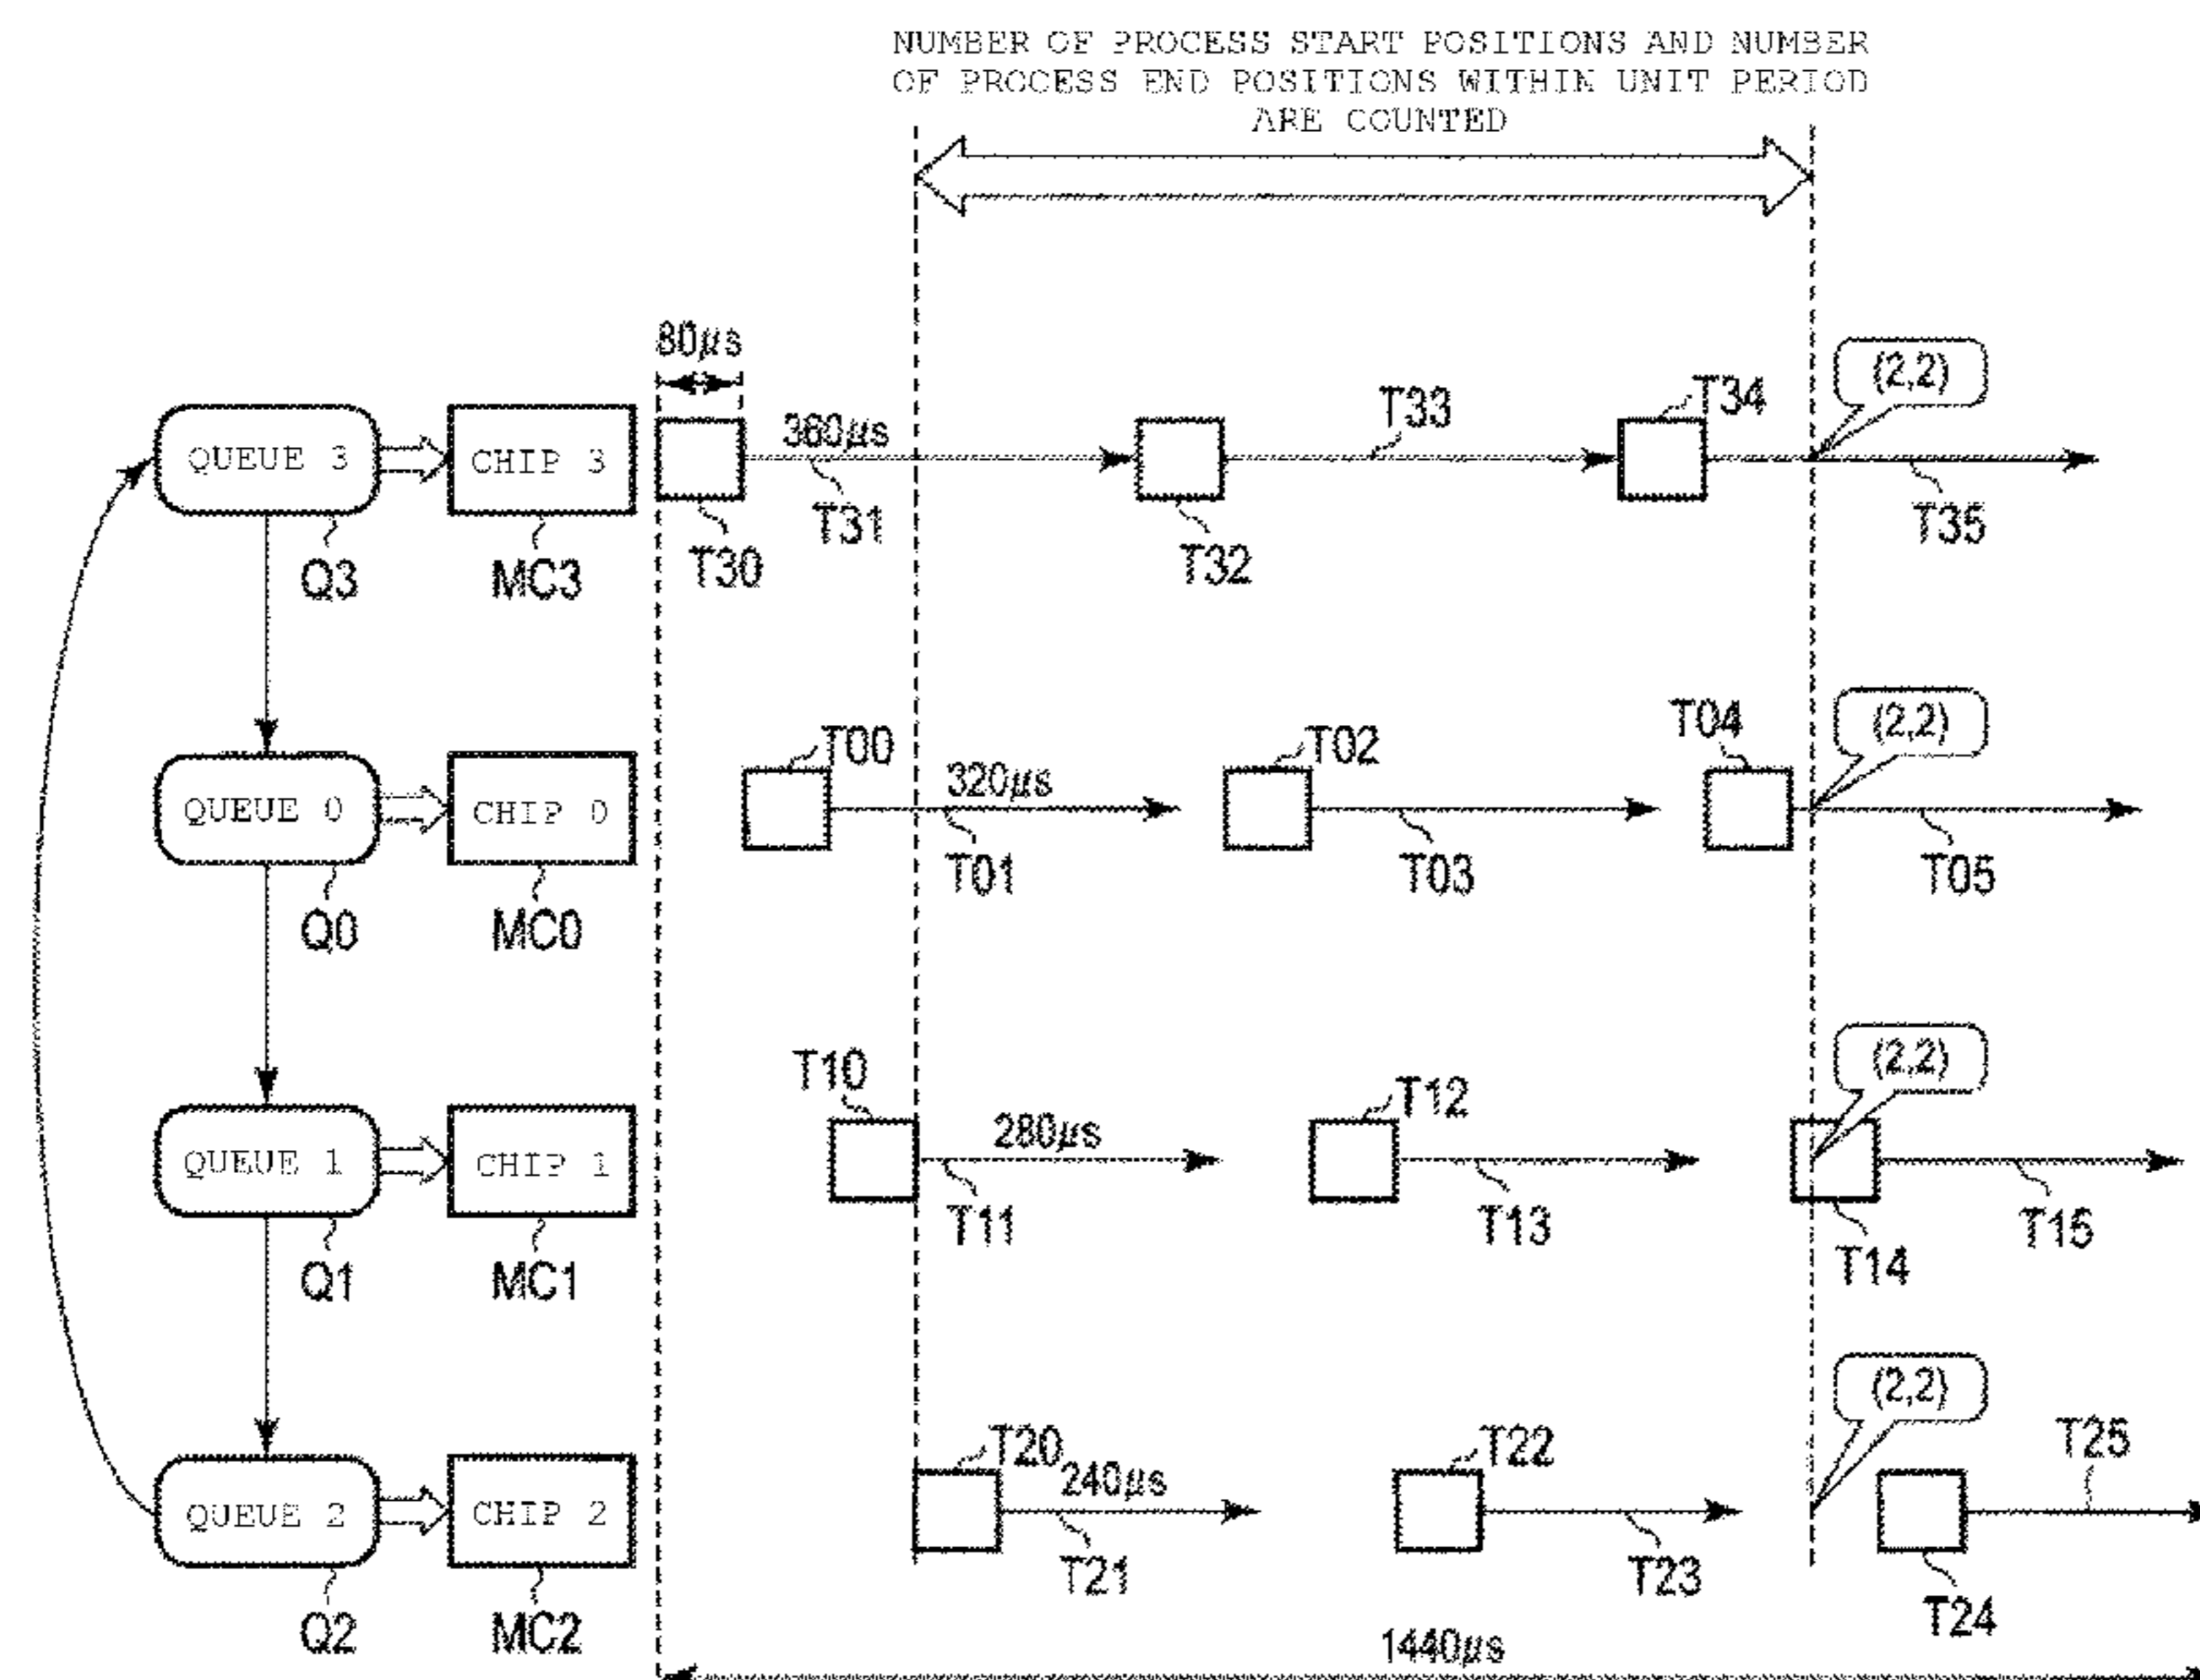 NUMBER OF PROCESS START POSITIONS AND NUMBER
OF PROCESS END POSITIONS WITHIN UNIT PERIOD
ARE COUNTED
80µs
QUEUE 3
CHIP 3
360µs
T33
T34
(2,2)
Q3
MC3
T30
T31
T32
T35
QUEUE 0
CHIP 0
T00
320µs
T02
T04
(2,2)
Q0
MC0
T01
T03
T05
QUEUE 1
CHIP 1
T10
280µs
T12
(2,2)
Q1
MC1
T11
T13
T14
T15
QUEUE 2
CHIP 2
T20
240µs
T22
(2,2)
T25
Q2
MC2
T21
T23
T24
1440µs